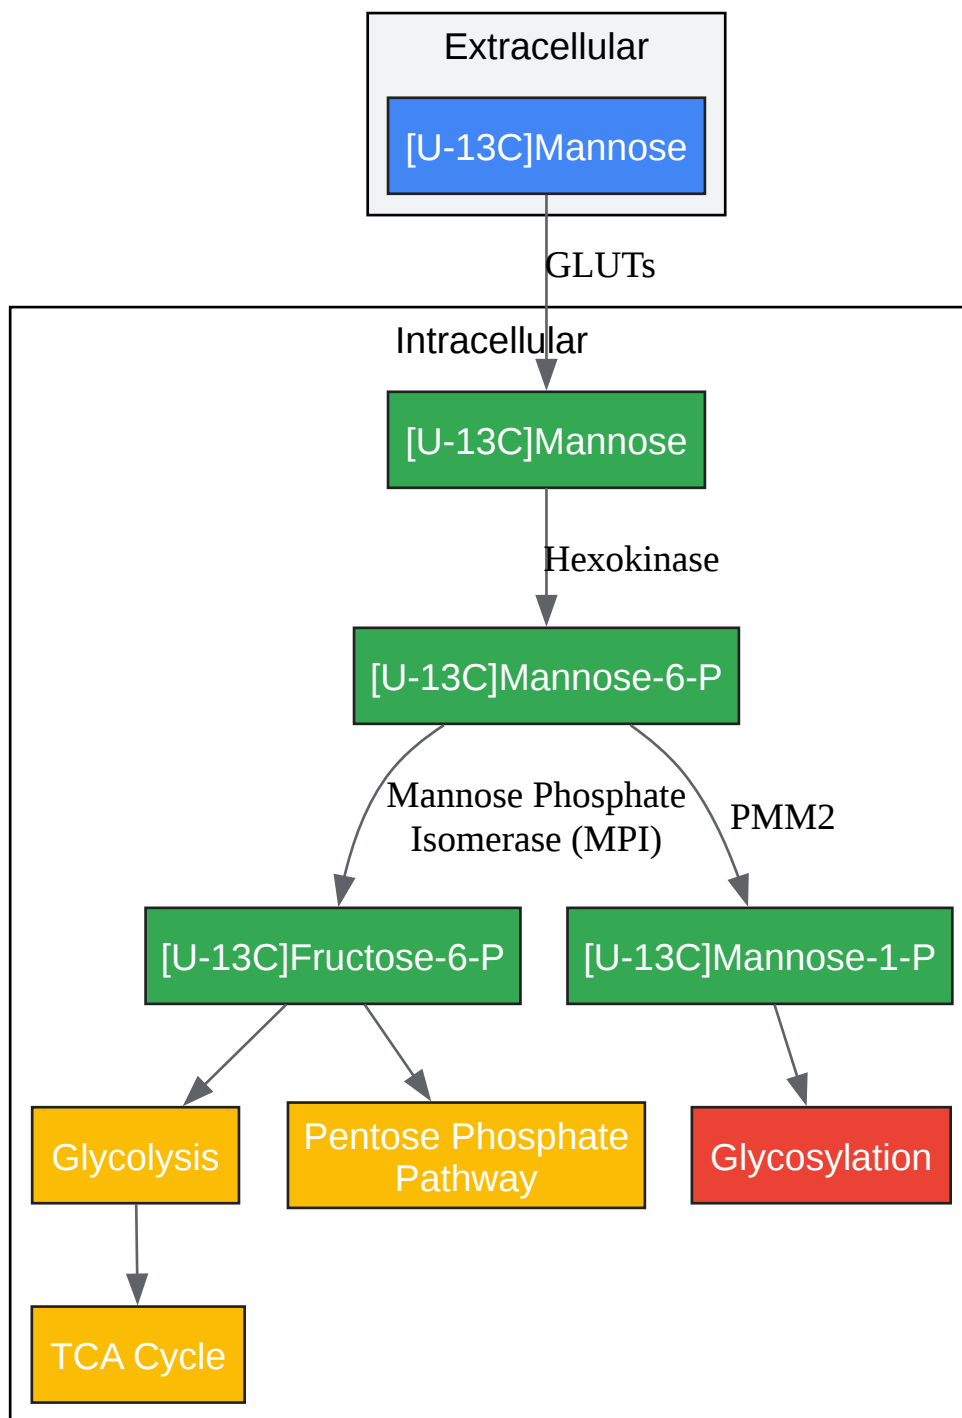 Extracellular
[U-13C]Mannose
GLUTs
Intracellular
[U-13C]Mannose
Hexokinase
[U-13C]Mannose-6-P
Mannose Phosphate
Isomerase (MPI)
PMM2
[U-13C]Fructose-6-P
[U-13C]Mannose-1-P
Glycolysis
Pentose Phosphate
Pathway
Glycosylation
TCA Cycle